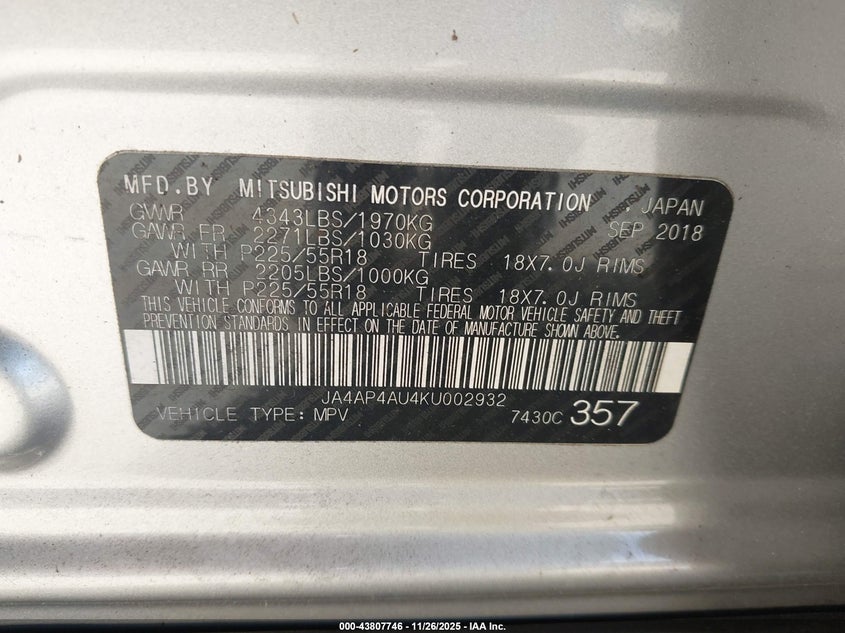 MFD.BY MITSUBISHI MOTORS CORPORATION , JAPAN
GVWR 4343LBS/1970KG SEP 2018
GAWR FR 2271LBS/1030KG
WITH P225/55R18 TIRES 18X7.0J RIMS
GAWR RR 2205LBS/1000KG
WITH P225/55R18 TIRES 18X7.0J RIMS
THIS VEHICLE CONFORMS TO ALL APPLICABLE FEDERAL MOTOR VEHICLE SAFETY AND THEFT
PREVENTION STANDARDS IN EFFECT ON THE DATE OF MANUFACTURE SHOWN ABOVE.
JA4AP4AU4KU002932
VEHICLE TYPE: MPV 7430C 357
000-43807746 - 11/26/2025 - IAA Inc.